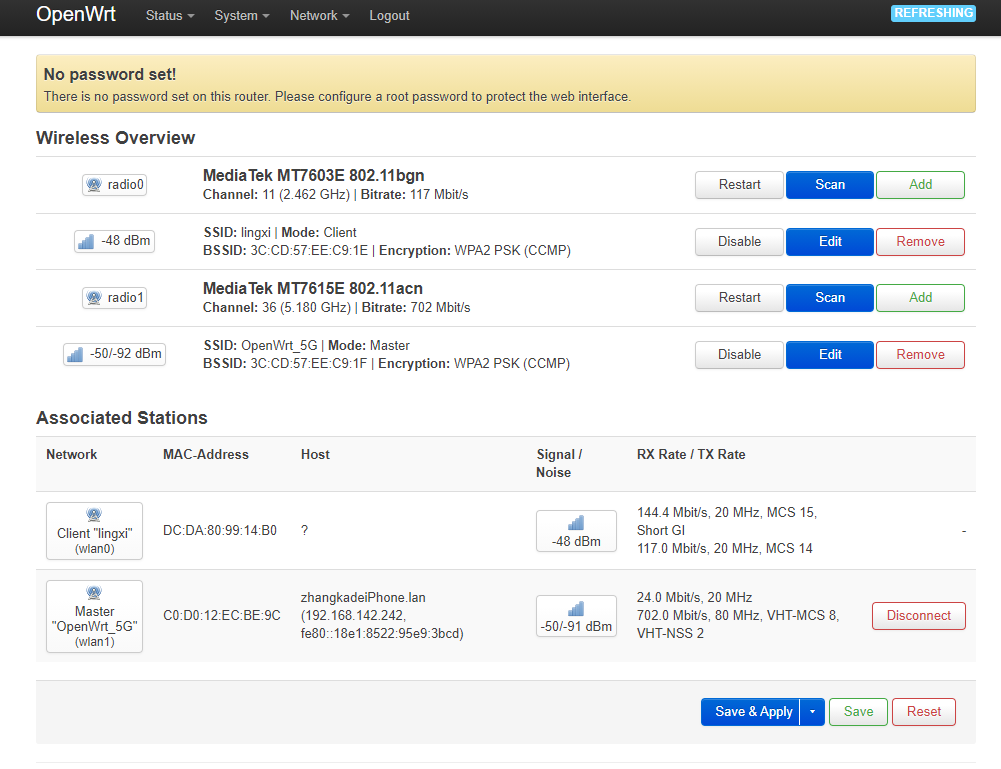 OpenWrt Status System Network Logout REFRESHING
No password set!
There is no password set on this router. Please configure a root password to protect the web interface.
Wireless Overview
radio0
MediaTek MT7603E 802.11bgn
Channel: 11 (2.462 GHz) | Bitrate: 117 Mbit/s
Restart Scan Add
-48 dBm
SSID: lingxi | Mode: Client
BSSID: 3C:CD:57:EE:C9:1E | Encryption: WPA2 PSK (CCMP)
Disable Edit Remove
radio1
MediaTek MT7615E 802.11acn
Channel: 36 (5.180 GHz) | Bitrate: 702 Mbit/s
Restart Scan Add
-50/-92 dBm
SSID: OpenWrt_5G | Mode: Master
BSSID: 3C:CD:57:EE:C9:1F | Encryption: WPA2 PSK (CCMP)
Disable Edit Remove
Associated Stations
Network MAC-Address Host Signal / Noise RX Rate / TX Rate
Client "lingxi"
(wlan0)
DC:DA:80:99:14:B0
?
-48 dBm
144.4 Mbit/s, 20 MHz, MCS 15,
Short GI
117.0 Mbit/s, 20 MHz, MCS 14
-
Master
"OpenWrt_5G"
(wlan1)
C0:D0:12:EC:BE:9C
zhangkadeiPhone.lan
(192.168.142.242,
fe80::18e1:8522:95e9:3bcd)
-50/-91 dBm
24.0 Mbit/s, 20 MHz
702.0 Mbit/s, 80 MHz, VHT-MCS 8,
VHT-NSS 2
Disconnect
Save & Apply Save Reset